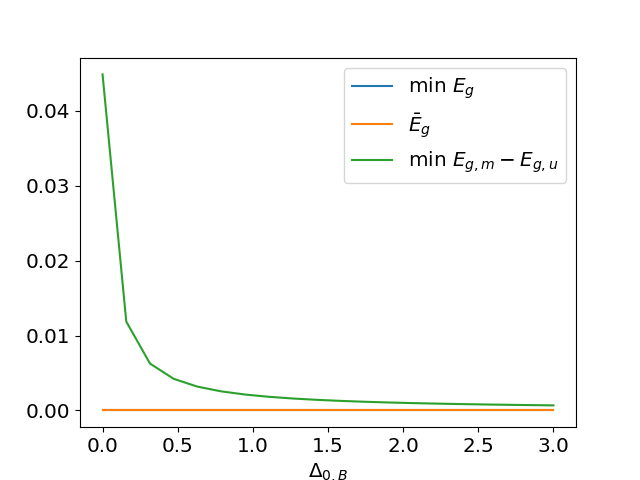 min $E_g$
$\bar{E}_g$
min $E_{g,m} - E_{g,u}$
0.04
0.03
0.02
0.01
0.00
0.0 0.5 1.0 1.5 2.0 2.5 3.0
$\Delta_{0,B}$